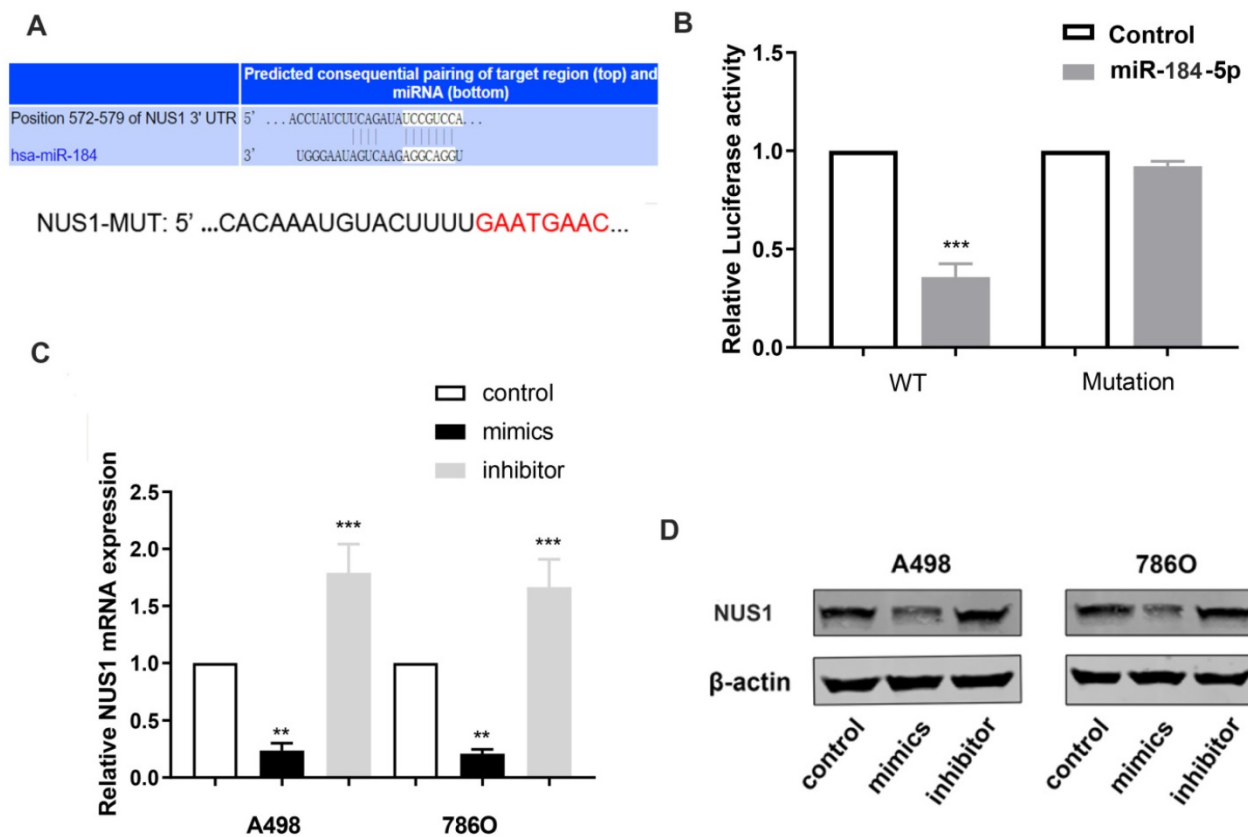 A
Predicted consequential pairing of target region (top) and
miRNA (bottom)
Position 572-579 of NUS1 3' UTR 5' ...ACCUAUCUUCAGAUAUCCGUCCA...
hsa-miR-184 3' UGGGAAUAGUCAAGAGGCAGGU
NUS1-MUT: 5' ...CACAAAUGUACUUUUGAATGAAC...
B
Control
miR-184-5p
Relative Luciferase activity
1.5
1.0
0.5
0.0
***
WT
Mutation
C
control
mimics
inhibitor
Relative NUS1 mRNA expression
2.5
2.0
1.5
1.0
0.5
0.0
**
***
**
***
A498
786O
D
A498
786O
NUS1
β-actin
control
mimics
inhibitor
control
mimics
inhibitor